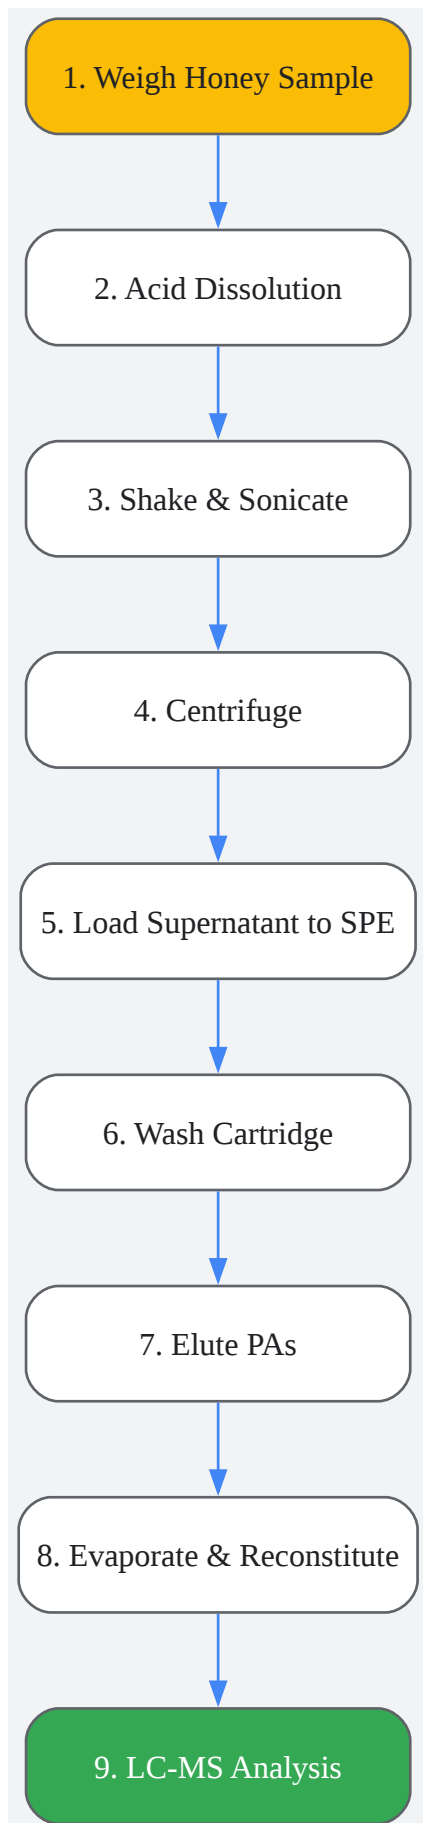 1. Weigh Honey Sample
2. Acid Dissolution
3. Shake & Sonicate
4. Centrifuge
5. Load Supernatant to SPE
6. Wash Cartridge
7. Elute PAs
8. Evaporate & Reconstitute
9. LC-MS Analysis